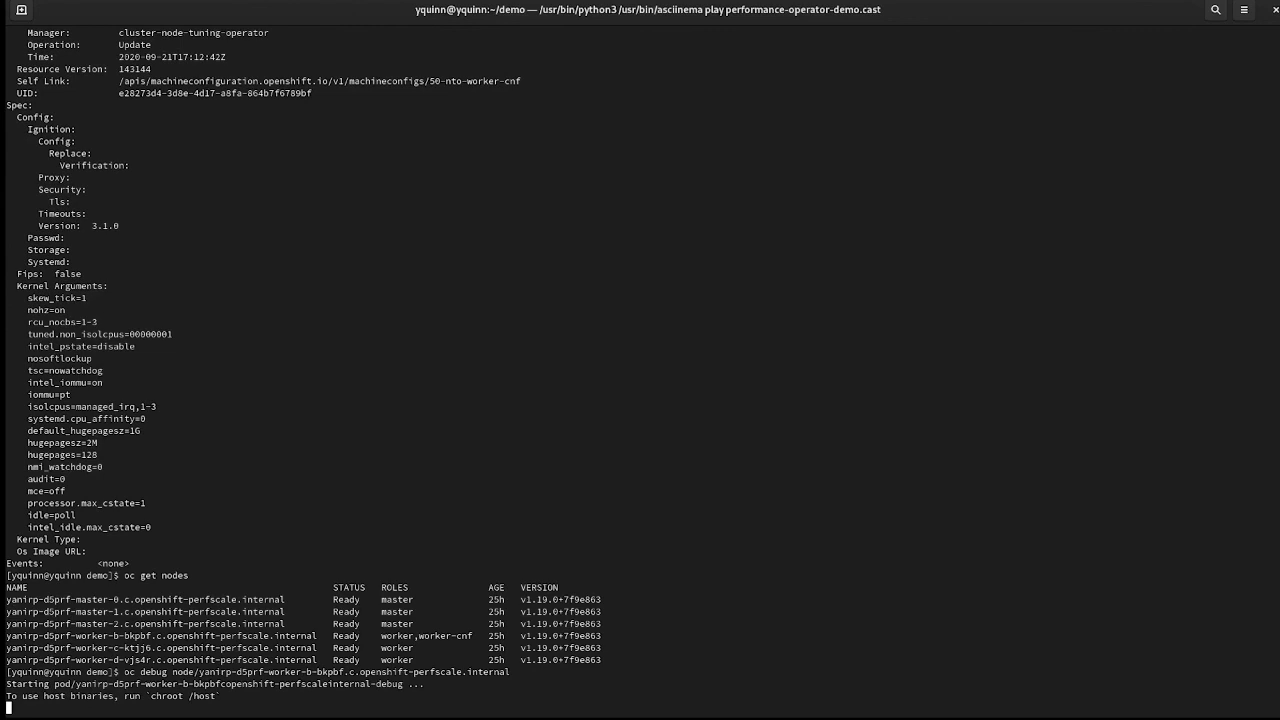 yquinn@yquinn:~/demo — /usr/bin/python3 /usr/bin/asciinema play performance-operator-demo.cast
Manager: cluster-node-tuning-operator
Operation: Update
Time: 2020-09-21T17:12:42Z
Resource Version: 143144
Self Link: /apis/machineconfiguration.openshift.io/v1/machineconfigs/50-nto-worker-cnf
UID: e28273d4-3d8e-4d17-a8fa-864b7f6789bf
Spec:
Config:
Ignition:
Config:
Replace:
Verification:
Proxy:
Security:
Tls:
Timeouts:
Version: 3.1.0
Passwd:
Storage:
Systemd:
Fips: false
Kernel Arguments:
skew_tick=1
nohz=on
rcu_nocbs=1-3
tuned.non_isolcpus=00000001
intel_pstate=disable
nosoftlockup
tsc=nowatchdog
intel_iommu=on
iommu=pt
isolcpus=managed_irq,1-3
systemd.cpu_affinity=0
default_hugepagesz=1G
hugepagesz=2M
hugepages=128
nmi_watchdog=0
audit=0
mce=off
processor.max_cstate=1
idle=poll
intel_idle.max_cstate=0
Kernel Type:
Os Image URL:
Events: <none>
[yquinn@yquinn demo]$ oc get nodes
NAME STATUS ROLES AGE VERSION
yanirp-d5prf-master-0.c.openshift-perfscale.internal Ready master 25h v1.19.0+7f9e863
yanirp-d5prf-master-1.c.openshift-perfscale.internal Ready master 25h v1.19.0+7f9e863
yanirp-d5prf-master-2.c.openshift-perfscale.internal Ready master 25h v1.19.0+7f9e863
yanirp-d5prf-worker-b-bkpbf.c.openshift-perfscale.internal Ready worker,worker-cnf 25h v1.19.0+7f9e863
yanirp-d5prf-worker-c-ktjj6.c.openshift-perfscale.internal Ready worker 25h v1.19.0+7f9e863
yanirp-d5prf-worker-d-vjs4r.c.openshift-perfscale.internal Ready worker 25h v1.19.0+7f9e863
[yquinn@yquinn demo]$ oc debug node/yanirp-d5prf-worker-b-bkpbf.c.openshift-perfscale.internal
Starting pod/yanirp-d5prf-worker-b-bkpbfcopenshift-perfscaleinternal-debug ...
To use host binaries, run `chroot /host`